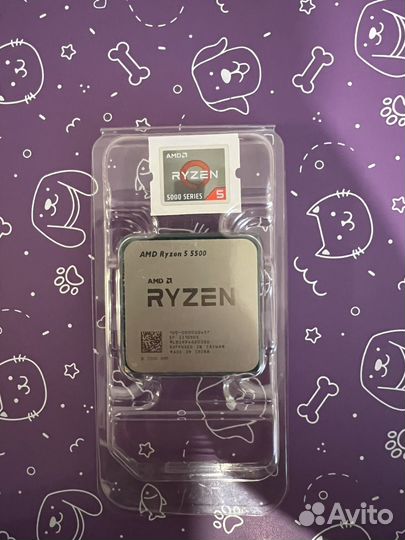 AMD
RYZEN
5000 SERIES 5
AMD Ryzen 5 5500
AMD
RYZEN
DIFFUSED IN TAIWAN
MADE IN CHINA
Avito